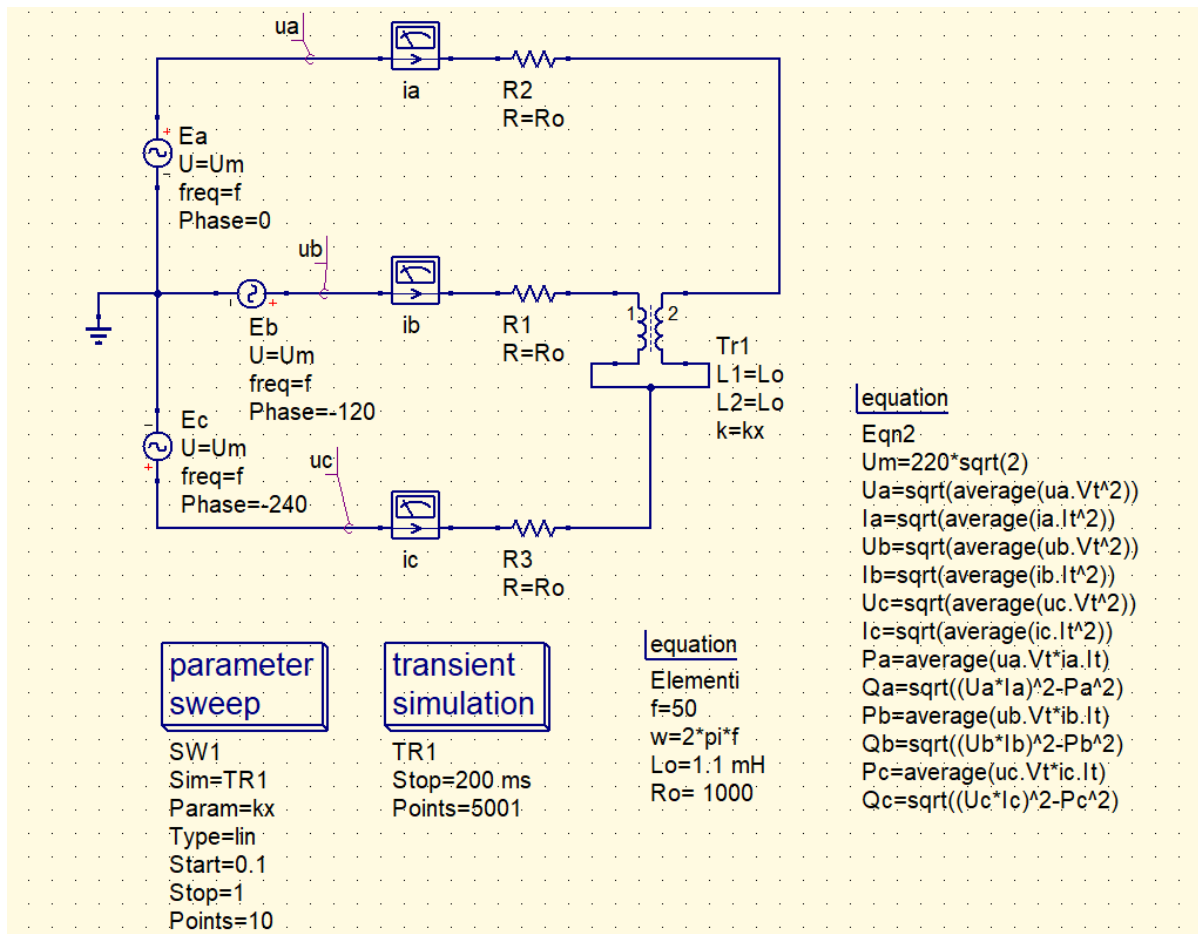 ua
ia
R2
R=Ro
+
Ea
U=Um
freq=f
Phase=0
ub
ib
R1
R=Ro
+
Eb
U=Um
freq=f
Phase=-120
1
2
Tr1
L1=Lo
L2=Lo
k=kx
Ec
U=Um
freq=f
Phase=-240
+
uc
ic
R3
R=Ro
equation
Eqn2
Um=220*sqrt(2)
Ua=sqrt(average(ua.Vt^2))
Ia=sqrt(average(ia.It^2))
Ub=sqrt(average(ub.Vt^2))
Ib=sqrt(average(ib.It^2))
Uc=sqrt(average(uc.Vt^2))
Ic=sqrt(average(ic.It^2))
Pa=average(ua.Vt*ia.It)
Qa=sqrt((Ua*Ia)^2-Pa^2)
Pb=average(ub.Vt*ib.It)
Qb=sqrt((Ub*Ib)^2-Pb^2)
Pc=average(uc.Vt*ic.It)
Qc=sqrt((Uc*Ic)^2-Pc^2)
parameter
sweep
SW1
Sim=TR1
Param=kx
Type=lin
Start=0.1
Stop=1
Points=10
transient
simulation
TR1
Stop=200 ms
Points=5001
equation
Elementi
f=50
w=2*pi*f
Lo=1.1 mH
Ro= 1000